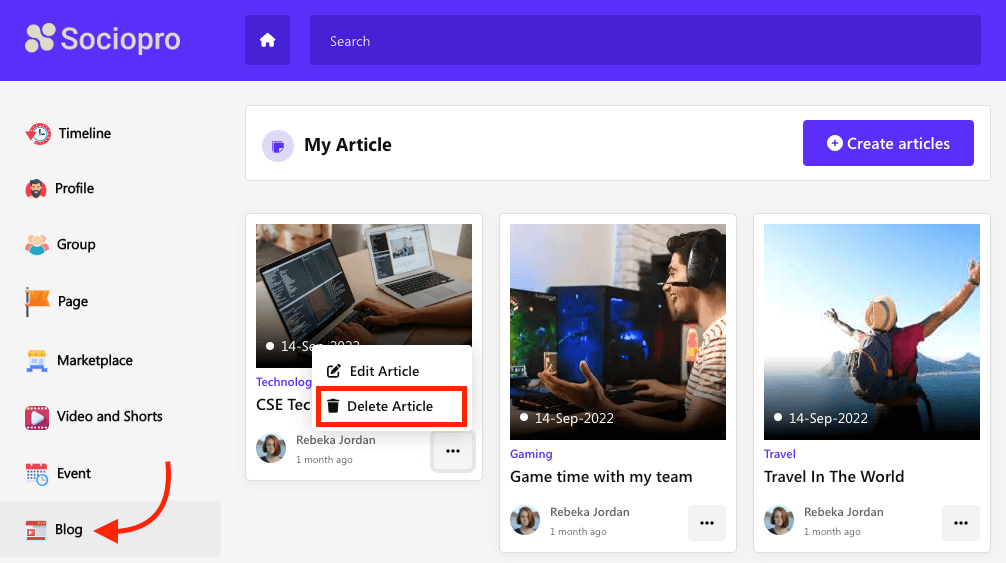 Sociopro
Search
Timeline
Profile
Group
Page
Marketplace
Video and Shorts
Event
Blog
My Article
Create articles
14-Sep-2022
Technolog
CSE Tec
Edit Article
Delete Article
Rebeka Jordan
1 month ago
14-Sep-2022
Gaming
Game time with my team
Rebeka Jordan
1 month ago
14-Sep-2022
Travel
Travel In The World
Rebeka Jordan
1 month ago